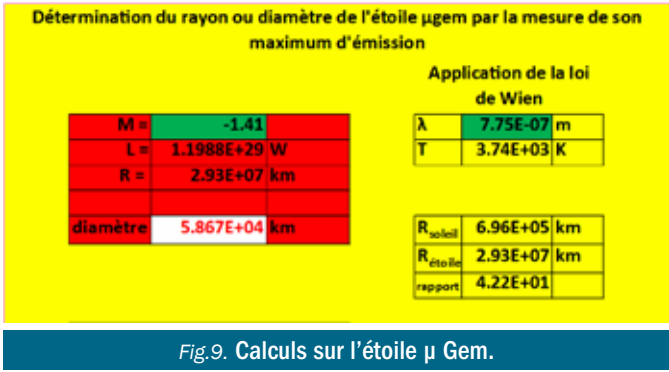 Détermination du rayon ou diamètre de l'étoile µgem par la mesure de son
maximum d'émission
Application de la loi
de Wien
M = -1.41
L = 1.1988E+29 W
R = 2.93E+07 km
diamètre 5.867E+04 km
λ 7.75E-07 m
T 3.74E+03 K
Rsoleil 6.96E+05 km
Rétoile 2.93E+07 km
rapport 4.22E+01
Fig.9. Calculs sur l'étoile µ Gem.